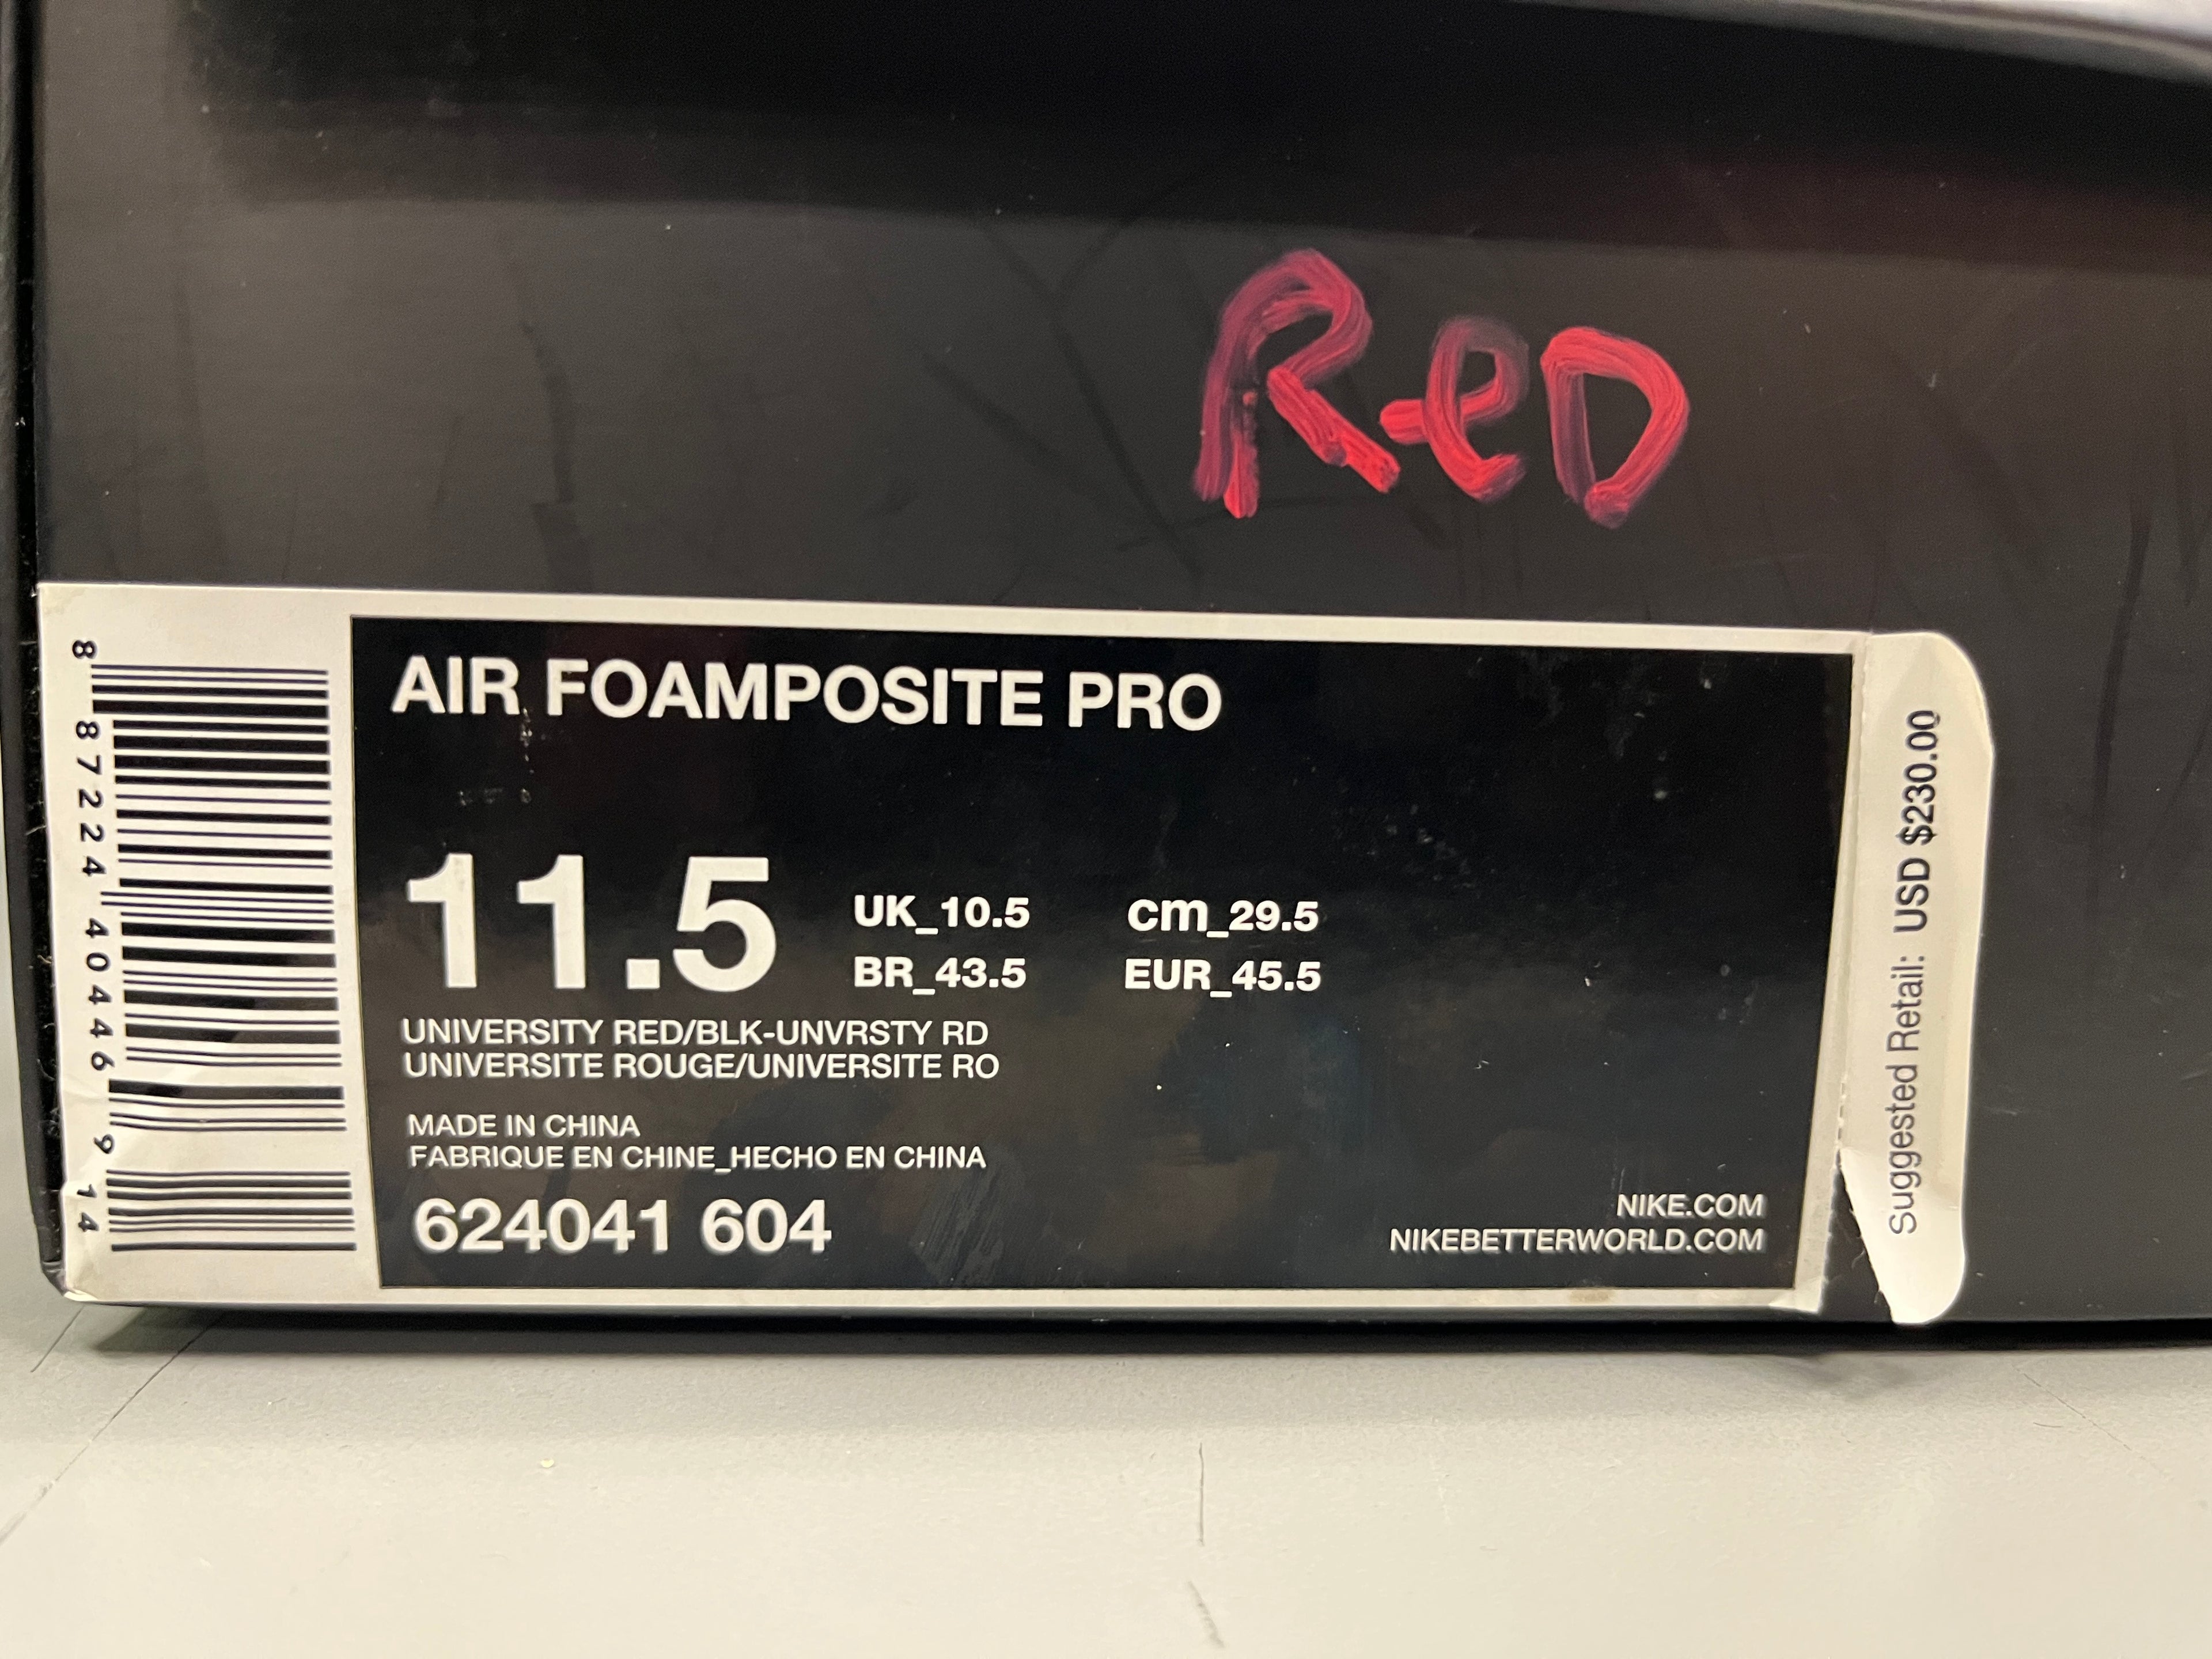 ReD
AIR FOAMPOSITE PRO
11.5
UK_10.5 cm_29.5
BR_43.5 EUR_45.5
UNIVERSITY RED/BLK-UNVRSTY RD
UNIVERSITE ROUGE/UNIVERSITE RO
MADE IN CHINA
FABRIQUE EN CHINE_HECHO EN CHINA
624041 604
NIKE.COM
NIKEBETTERWORLD.COM
8 87224 40446 9 14
Suggested Retail: USD $230.00